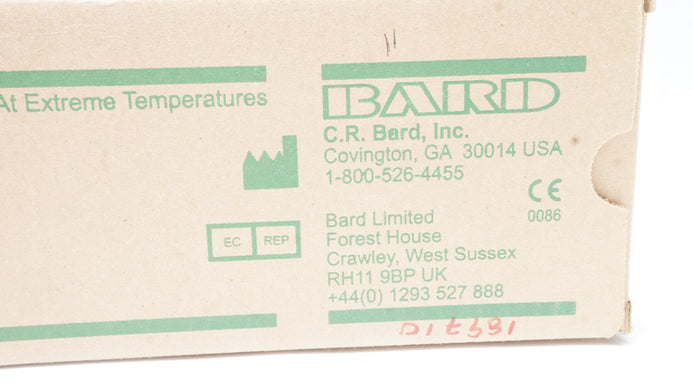 At Extreme Temperatures
BARD
C.R. Bard, Inc.
Covington, GA 30014 USA
1-800-526-4455
CE
0086
EC REP
Bard Limited
Forest House
Crawley, West Sussex
RH11 9BP UK
+44(0) 1293 527 888